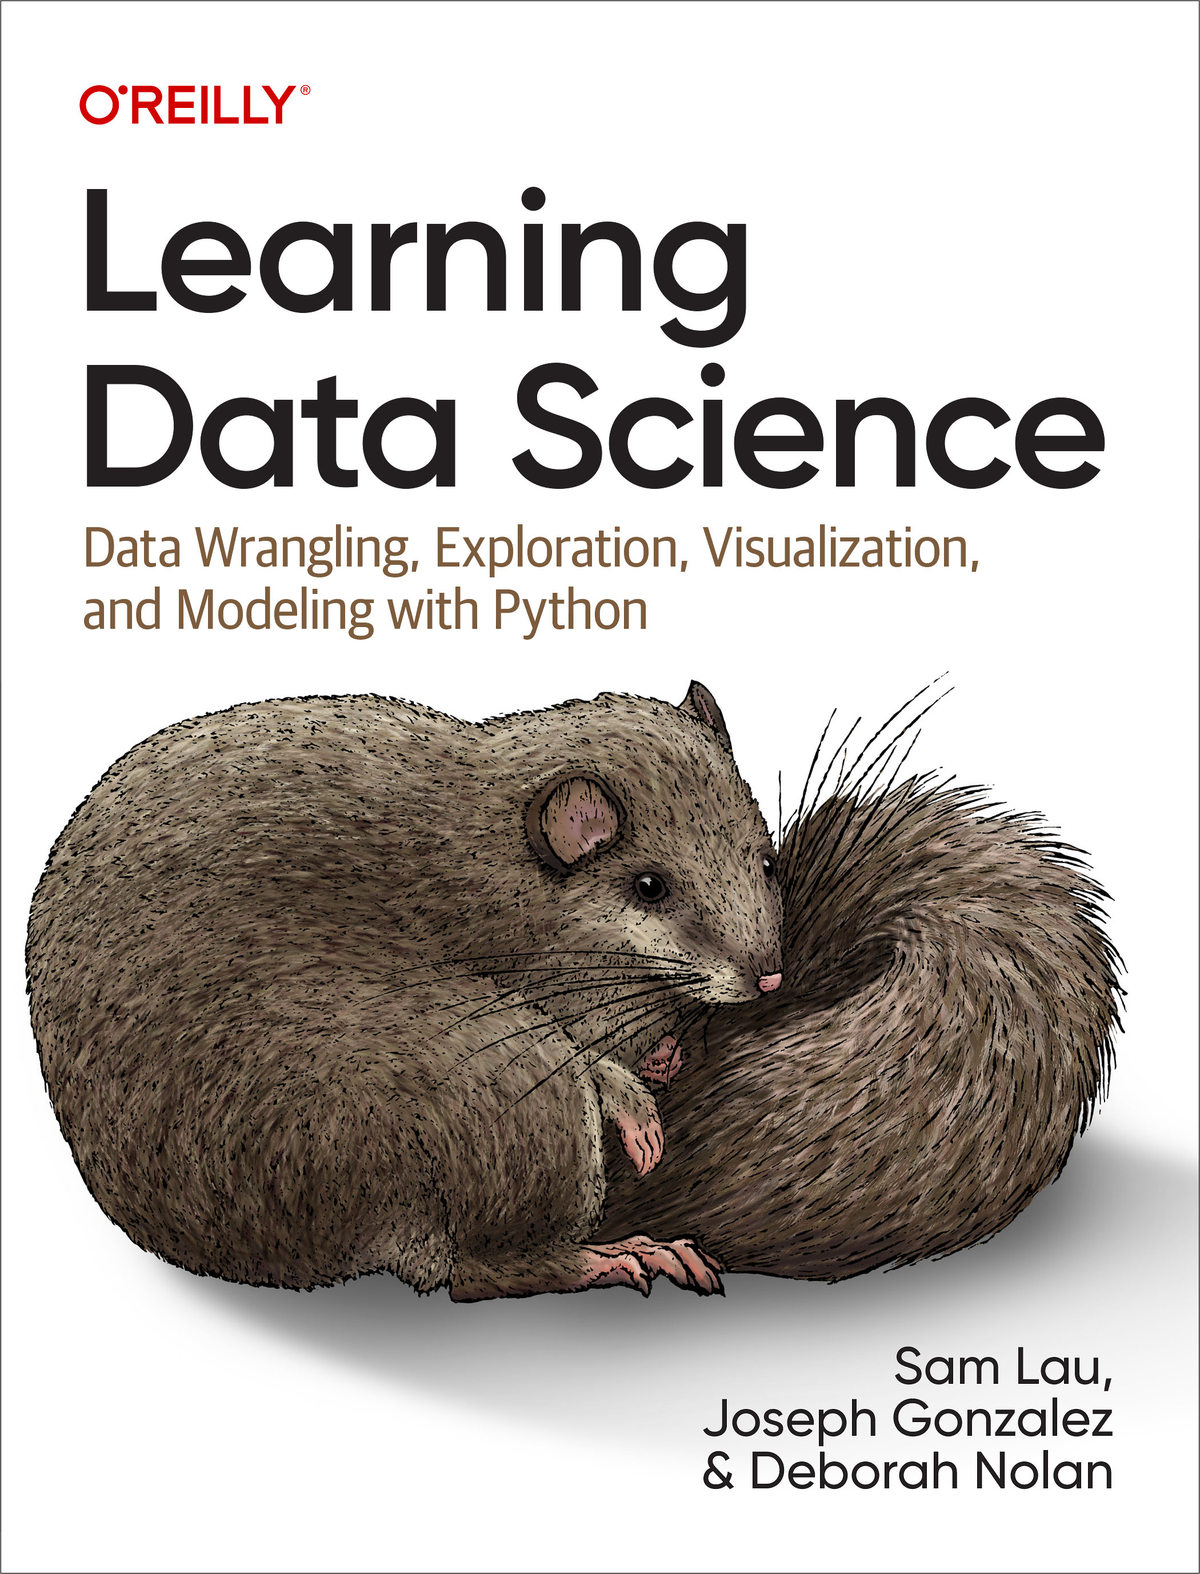 O'REILLY®
Learning
Data Science
Data Wrangling, Exploration, Visualization,
and Modeling with Python
Sam Lau,
Joseph Gonzalez
& Deborah Nolan